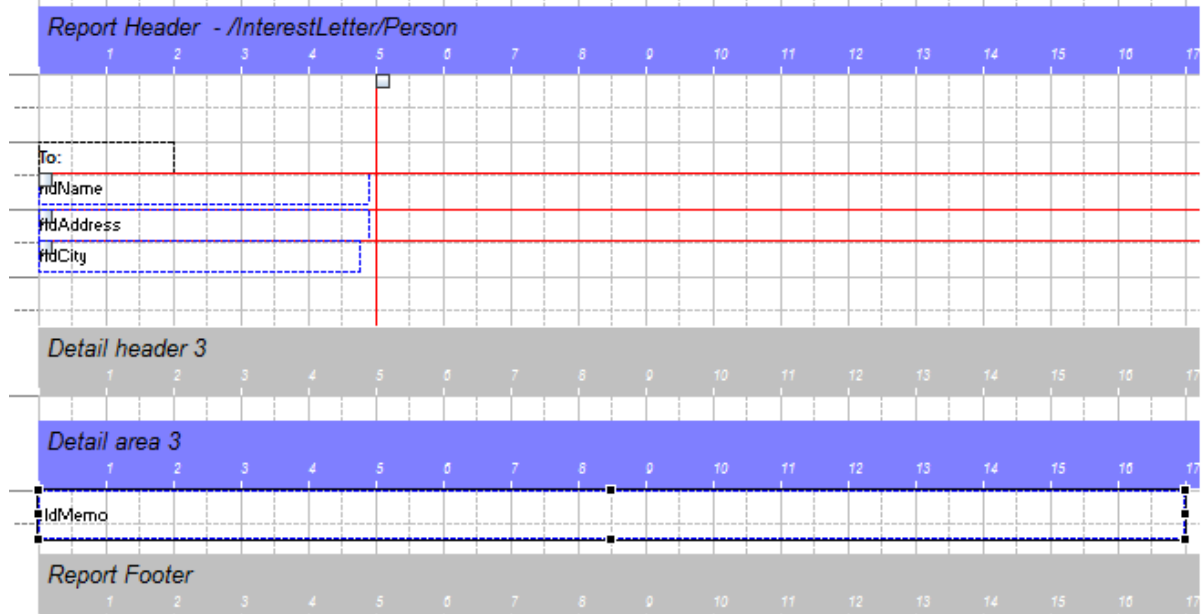 Report Header - /InterestLetter/Person
1 2 3 4 5 6 7 8 9 10 11 12 13 14 15 16 17
To:
fldName
fldAddress
fldCity
Detail header 3
1 2 3 4 5 6 7 8 9 10 11 12 13 14 15 16 17
Detail area 3
1 2 3 4 5 6 7 8 9 10 11 12 13 14 15 16 17
ldMemo
Report Footer
1 2 3 4 5 6 7 8 9 10 11 12 13 14 15 16 17